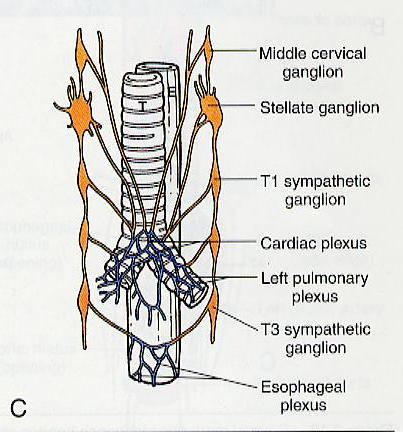 Middle cervical
ganglion
T
E
Stellate ganglion
T1 sympathetic
ganglion
Cardiac plexus
Left pulmonary
plexus
T3 sympathetic
ganglion
Esophageal
plexus
C